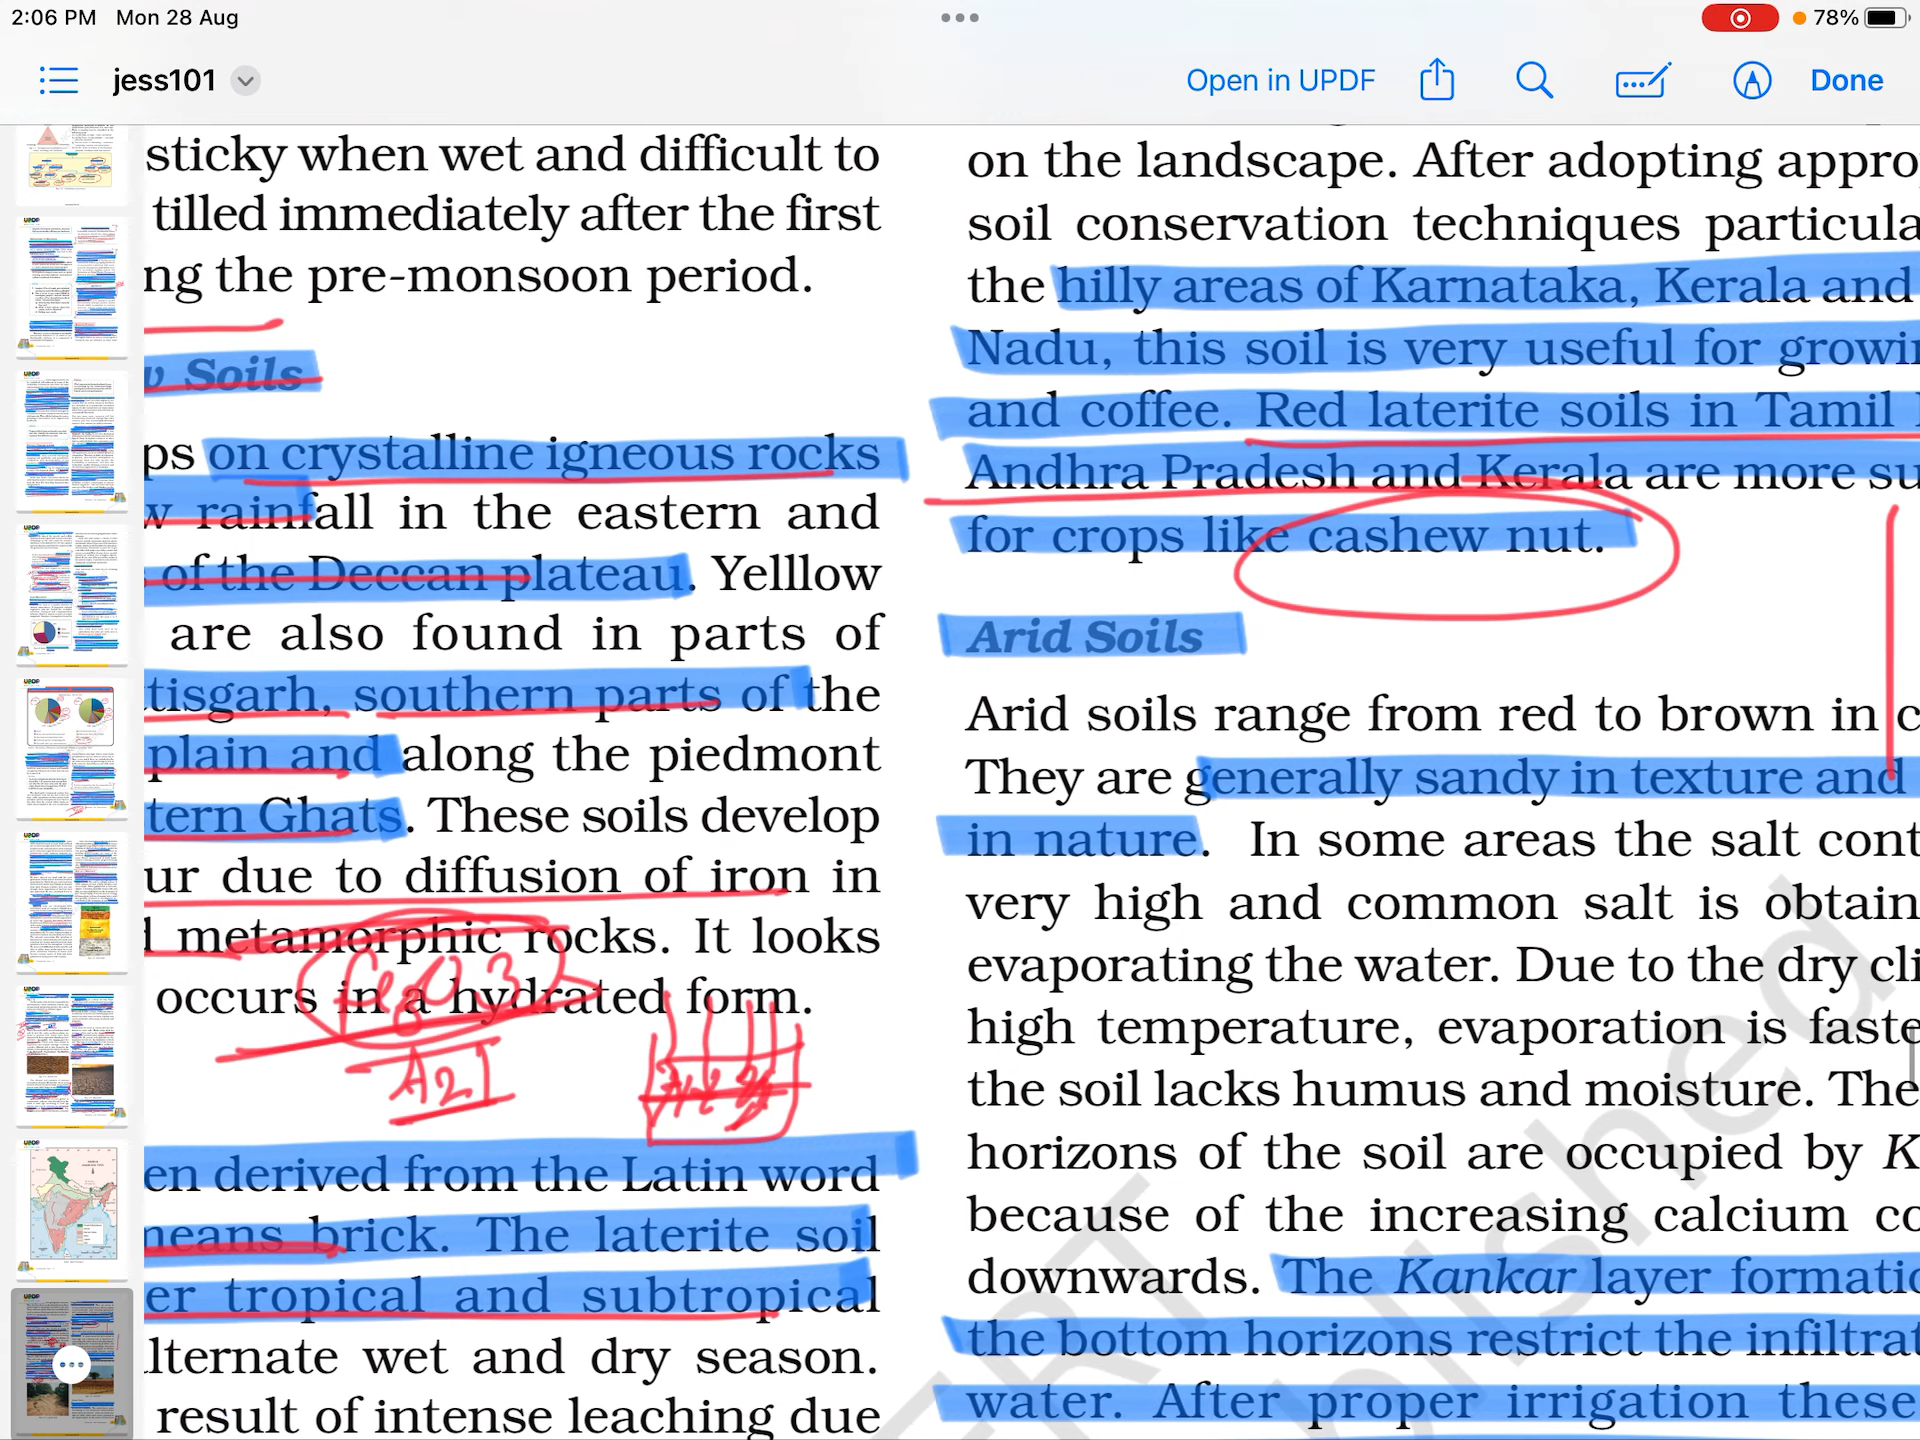 2:06 PM Mon 28 Aug
78%
jess101
Open in UPDF
Done
sticky when wet and difficult to
tilled immediately after the first
ng the pre-monsoon period.
w Soils
ps on crystalline igneous rocks
w rainfall in the eastern and
of the Deccan plateau. Yelllow
are also found in parts of
tisgarh, southern parts of the
plain and along the piedmont
tern Ghats. These soils develop
ur due to diffusion of iron in
d metamorphic rocks. It looks
occurs in a hydrated form.
en derived from the Latin word
means brick. The laterite soil
er tropical and subtropical
lternate wet and dry season.
result of intense leaching due
on the landscape. After adopting appro
soil conservation techniques particula
the hilly areas of Karnataka, Kerala and
Nadu, this soil is very useful for growi
and coffee. Red laterite soils in Tamil
Andhra Pradesh and Kerala are more su
for crops like cashew nut.
Arid Soils
Arid soils range from red to brown in c
They are generally sandy in texture and
in nature. In some areas the salt cont
very high and common salt is obtain
evaporating the water. Due to the dry cli
high temperature, evaporation is faste
the soil lacks humus and moisture. The
horizons of the soil are occupied by K
because of the increasing calcium co
downwards. The Kankar layer formatio
the bottom horizons restrict the infiltrat
water. After proper irrigation these